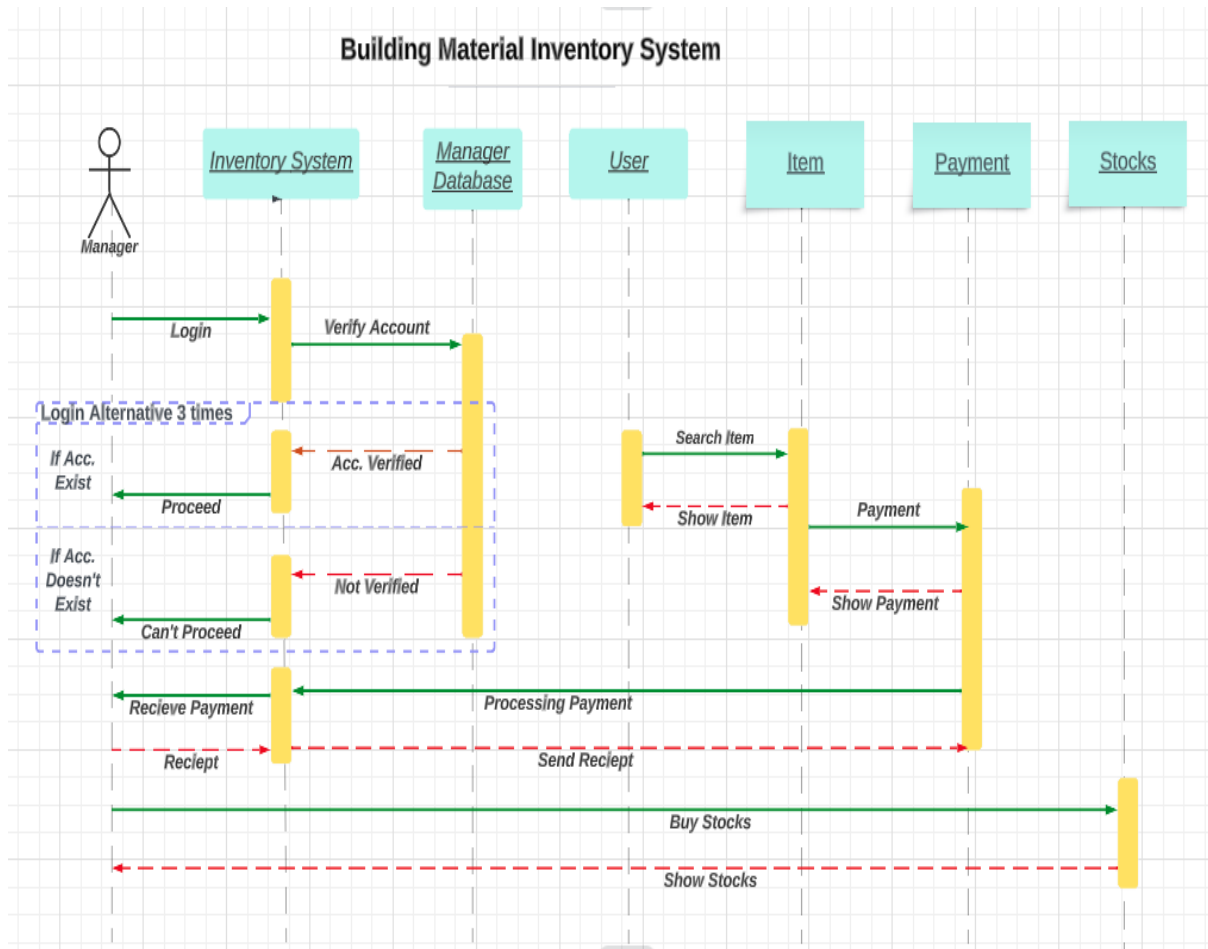 Building Material Inventory System
Inventory System
Manager
Database
User
Item
Payment
Stocks
Manager
Login
Verify Account
Login Alternative 3 times
If Acc.
Exist
Acc. Verified
Proceed
Search Item
Show Item
Payment
If Acc.
Doesn't
Exist
Not Verified
Can't Proceed
Show Payment
Recieve Payment
Processing Payment
Reciept
Send Reciept
Buy Stocks
Show Stocks